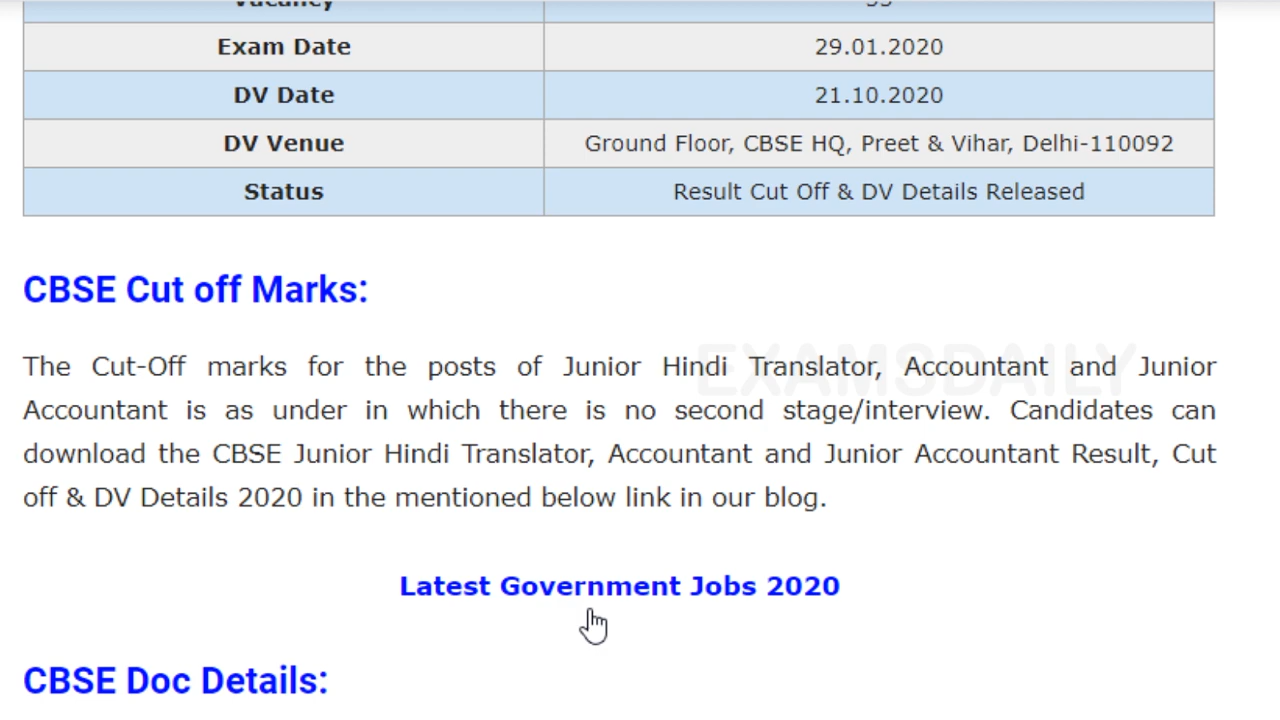 Vacancy
Exam Date 29.01.2020
DV Date 21.10.2020
DV Venue Ground Floor, CBSE HQ, Preet & Vihar, Delhi-110092
Status Result Cut Off & DV Details Released
CBSE Cut off Marks:
EXAMSDAILY
The Cut-Off marks for the posts of Junior Hindi Translator, Accountant and Junior
Accountant is as under in which there is no second stage/interview. Candidates can
download the CBSE Junior Hindi Translator, Accountant and Junior Accountant Result, Cut
off & DV Details 2020 in the mentioned below link in our blog.
Latest Government Jobs 2020
CBSE Doc Details: